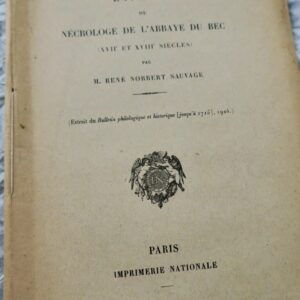 DU
NÉCROLOGE DE L'ABBAYE DU BEC
(XVIIe ET XVIIIe SIÈCLES)
PAR
M. RENÉ NORBERT SAUVAGE
(Extrait du Bulletin philologique et historique [jusqu'à 1715],
PARIS
IMPRIMERIE NATIONALE